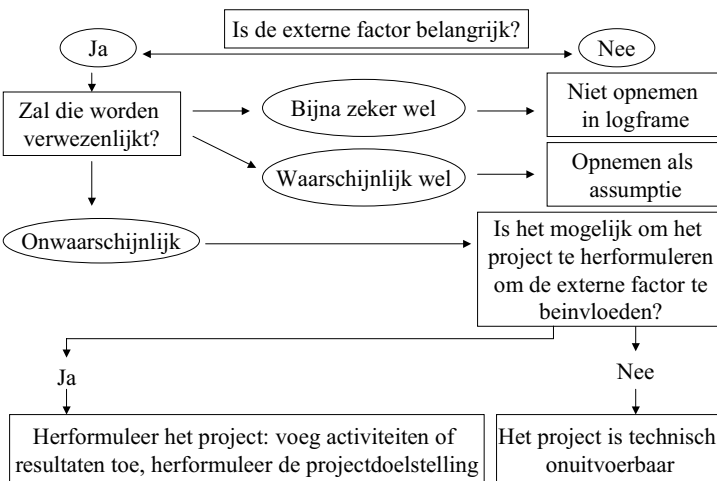 Is de externe factor belangrijk?
Ja
Nee
Zal die worden
verwezenlijkt?
Bijna zeker wel
Niet opnemen
in logframe
Waarschijnlijk wel
Opnemen als
assumptie
Onwaarschijnlijk
Is het mogelijk om het
project te herformuleren
om de externe factor te
beinvloeden?
Ja
Nee
Herformuleer het project: voeg activiteiten of
resultaten toe, herformuleer de projectdoelstelling
Het project is technisch
onuitvoerbaar